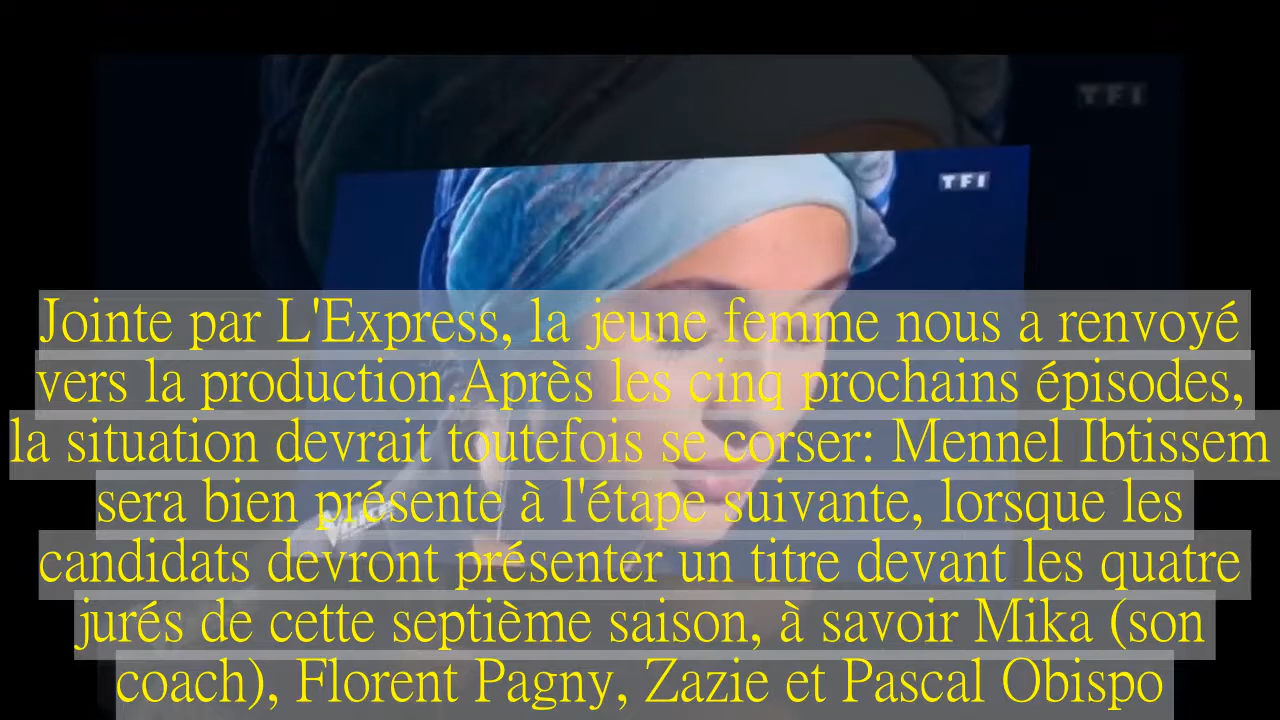 TF1
TF1
Jointe par L'Express, la jeune femme nous a renvoyé
vers la production.Après les cinq prochains épisodes,
la situation devrait toutefois se corser: Mennel Ibtissem
sera bien présente à l'étape suivante, lorsque les
Voice
candidats devront présenter un titre devant les quatre
jurés de cette septième saison, à savoir Mika (son
coach), Florent Pagny, Zazie et Pascal Obispo